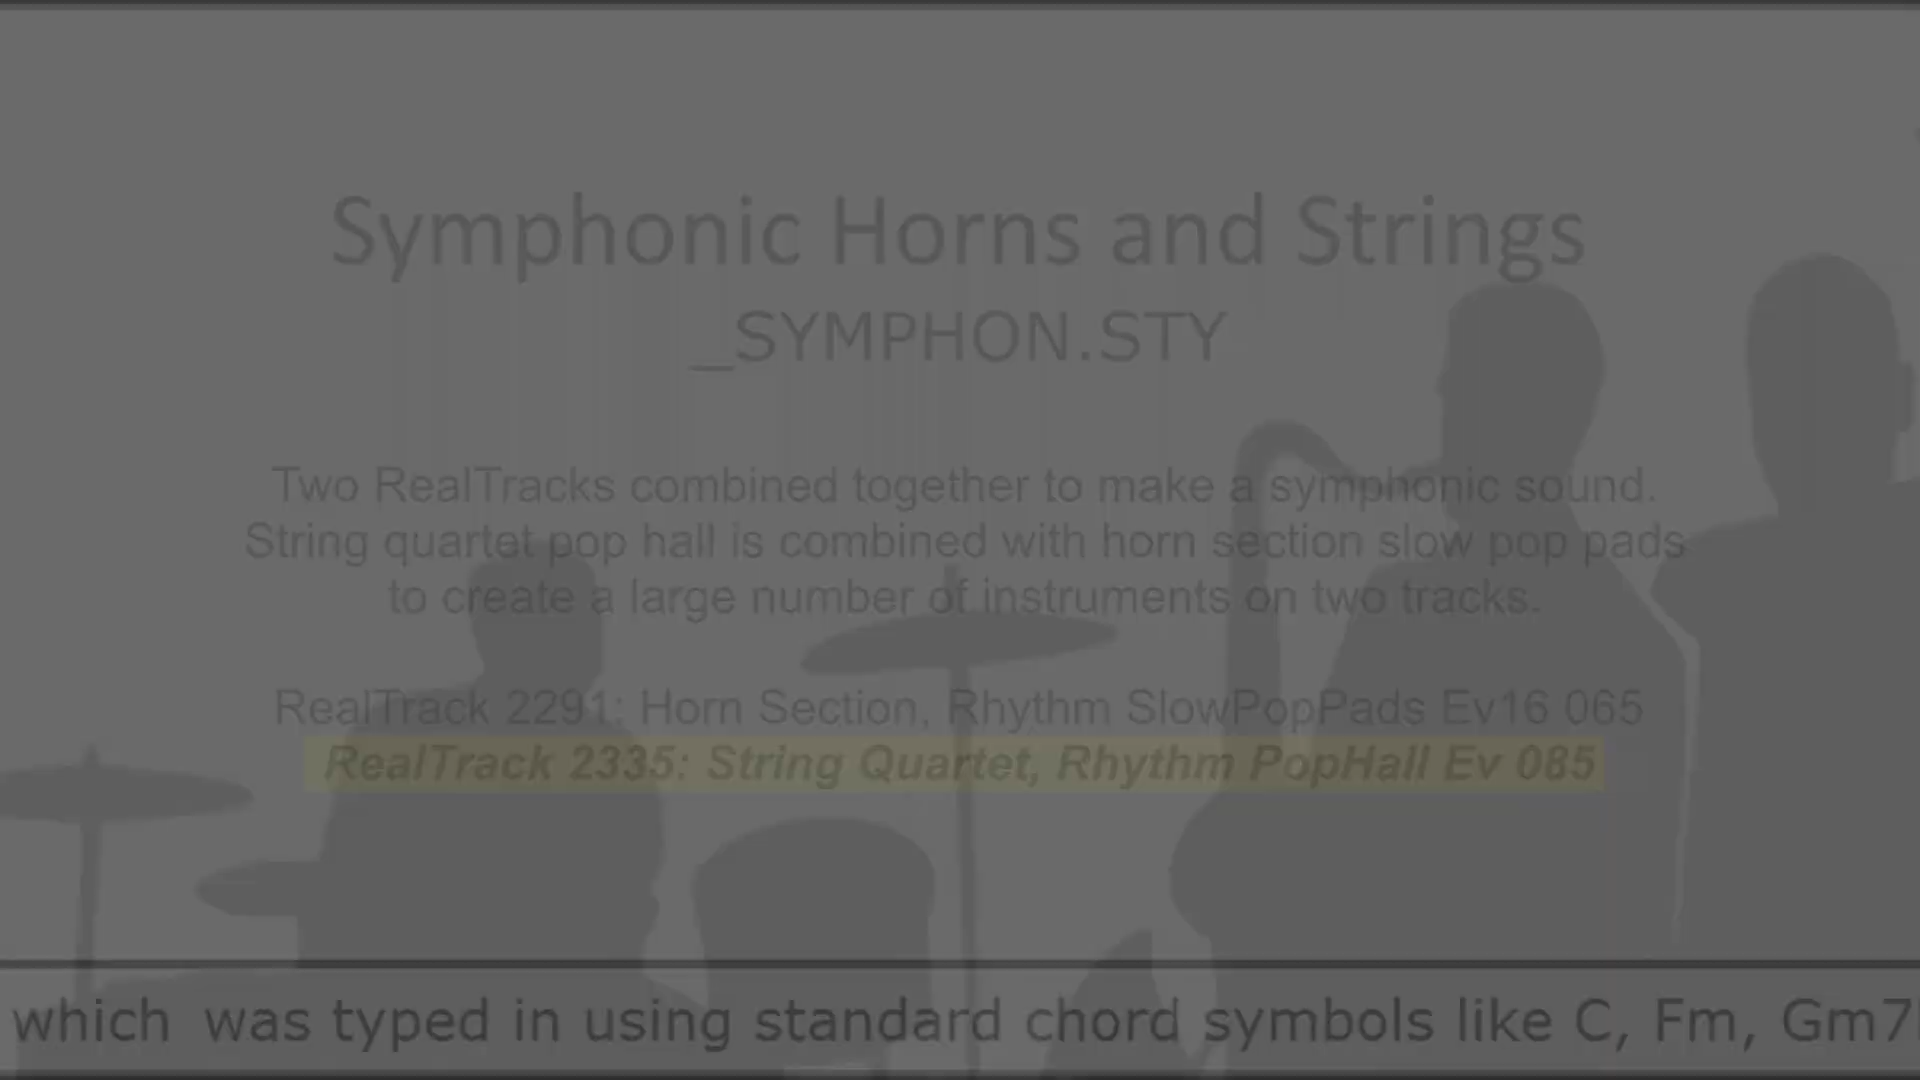 Symphonic Horns and Strings
_SYMPHON.STY
Two RealTracks combined together to make a symphonic sound.
String quartet pop hall is combined with horn section slow pop pads
to create a large number of instruments on two tracks.
RealTrack 2291: Horn Section, Rhythm SlowPopPads Ev16 065
RealTrack 2335: String Quartet, Rhythm PopHall Ev 085
which was typed in using standard chord symbols like C, Fm, Gm7